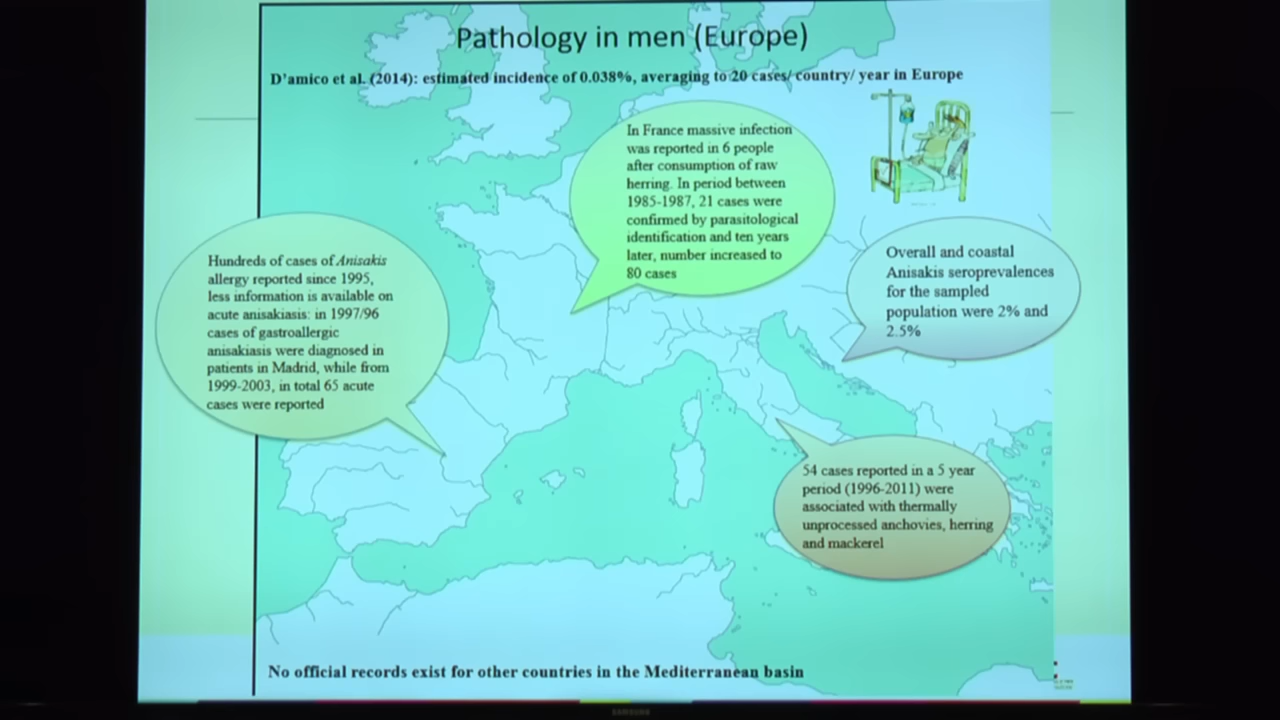 Pathology in men (Europe)
D'amico et al. (2014): estimated incidence of 0.038%, averaging to 20 cases/ country/ year in Europe
In France massive infection
was reported in 6 people
after consumption of raw
herring. In period between
1985-1987, 21 cases were
confirmed by parasitological
identification and ten years
later, number increased to
80 cases
Hundreds of cases of Anisakis
allergy reported since 1995,
less information is available on
acute anisakiasis: in 1997/96
cases of gastroallergic
anisakiasis were diagnosed in
patients in Madrid, while from
1999-2003, in total 65 acute
cases were reported
Overall and coastal
Anisakis seroprevalences
for the sampled
population were 2% and
2.5%
54 cases reported in a 5 year
period (1996-2011) were
associated with thermally
unprocessed anchovies, herring
and mackerel
No official records exist for other countries in the Mediterranean basin
SAMSUNG